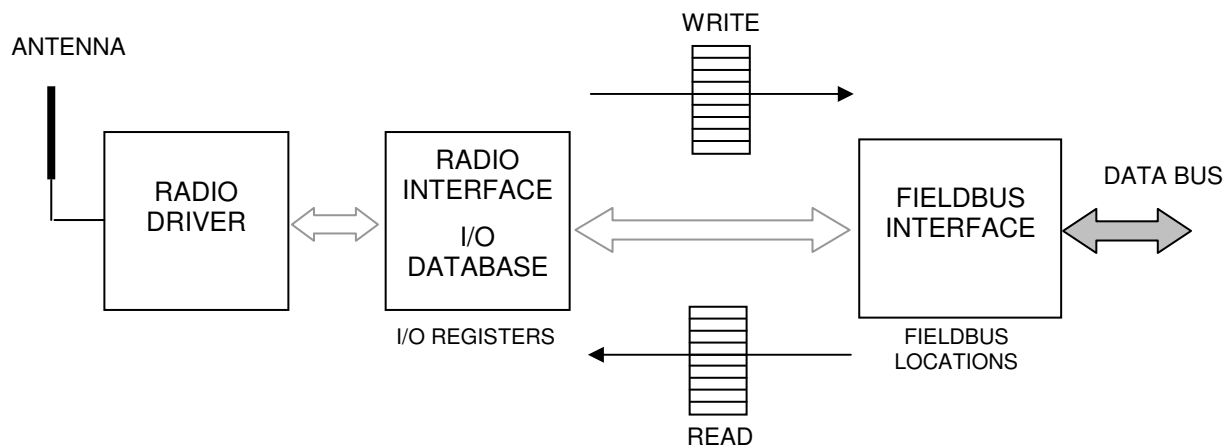 WRITE
ANTENNA
RADIO
DRIVER
RADIO
INTERFACE
I/O
DATABASE
I/O REGISTERS
FIELDBUS
INTERFACE
FIELDBUS
LOCATIONS
DATA BUS
READ